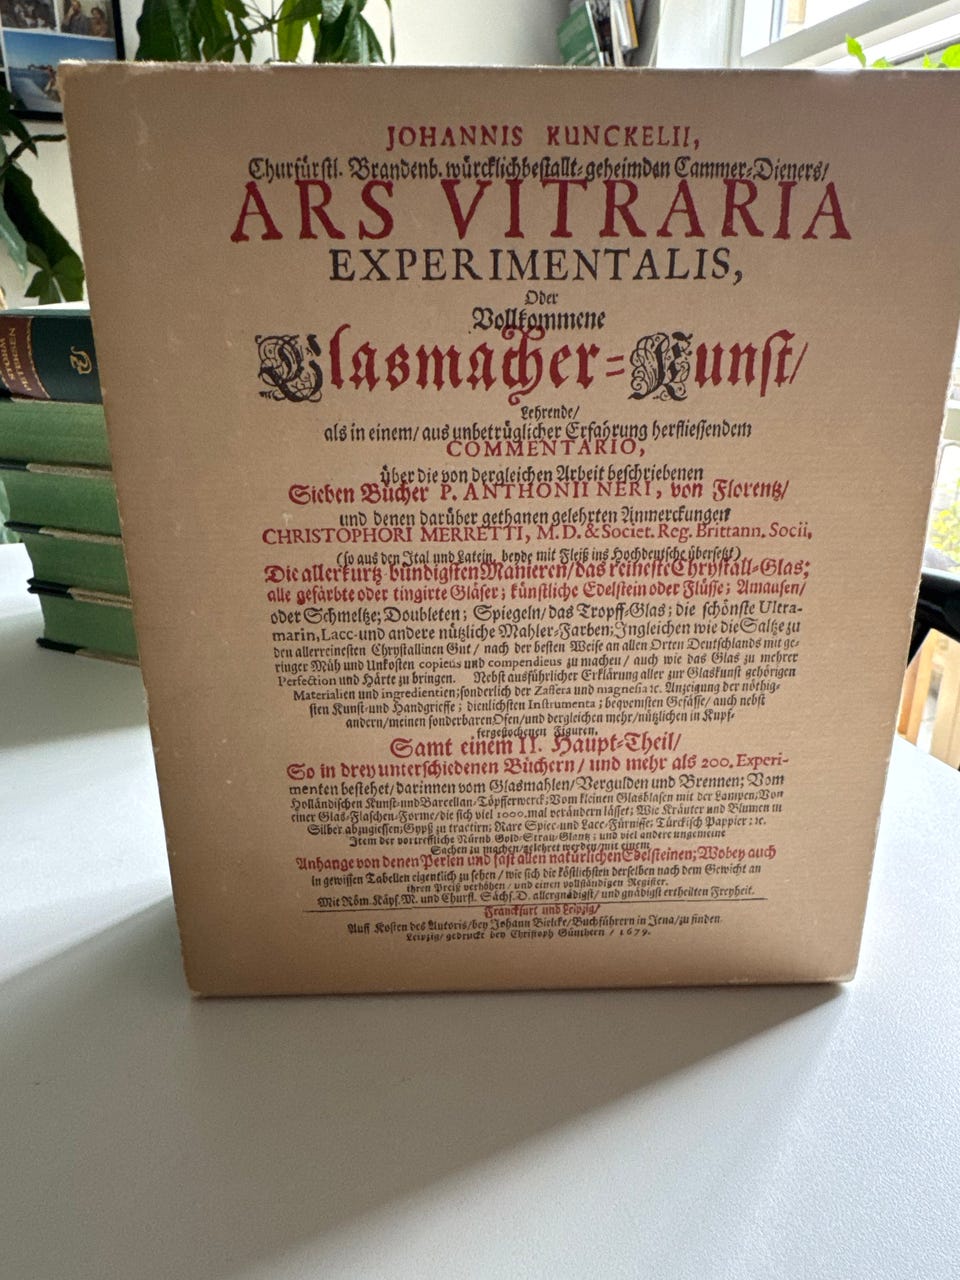 JOHANNIS KUNCKELII,
Churfürstl. Brandenb. würcklichbestallt-geheimden Cammer-Dieners/
ARS VITRARIA
EXPERIMENTALIS,
Oder
Vollkommene
Glasmacher-Kunst/
Lehrende/
als in einem/ aus unbetrüglicher Erfahrung herfliessendem
COMMENTARIO,
über die von dergleichen Arbeit beschriebenen
Sieben Bücher P. ANTHONII NERI, von Florentz/
und denen darüber gethanen gelehrten Anmerckungen
CHRISTOPHORI MERRETTI, M.D. & Societ. Reg. Brittann. Socii,
(so aus den Ital und Latein. beyde mit Fleiß ins Hochdeutsche übersetzt)
Die allerkurtz-bündigsten Manieren/ das reineste Chrystall-Glas;
alle gefärbte oder tingirte Gläser; künstliche Edelstein oder Flüsse; Amausen/
oder Schmeltze; Doubleten; Spiegeln/ das Tropff-Glas; die schönste Ultra-
marin, Lacc- und andere nützliche Mahler-Farben; Ingleichen wie die Saltze zu
den allerreinesten Chrystallinen Gut/ nach der besten Weise an allen Orten Deutschlands mit ge-
ringer Müh und Unkosten copieus und compendieus zu machen/ auch wie das Glas zu mehrer
Perfection und Härte zu bringen. Nebst ausführlicher Erklärung aller zur Glaskunst gehörigen
Materialien und ingredientien; sonderlich der Zaffera und magnesia ꝛc. Anzeigung der nöthig-
sten Kunst- und Handgrieffe; dienlichsten Instrumenta; bequemsten Gefässe/ auch nebst
andern/ meinen sonderbaren Ofen/ und dergleichen mehr/ nützlichen in Kupf-
fer gestochenen Figuren.
Samt einem II. Haupt-Theil/
So in drey unterschiedenen Büchern/ und mehr als 200. Experi-
menten bestehet/ darinnen vom Glasmahlen/ Vergulden und Brennen; Vom
Holländischen Kunst- und Barcellan-Töpfferwerck; Vom kleinen Glasblasen mit der Lampen; Von
einer Glas-Flaschen-Forme/ die sich viel 1000. mal verändern lässet; Wie Kräuter und Blumen in
Silber abzugiessen; Gypß zu tractirn; Rare Spicc- und Lacc-Fürnisse; Türckisch Pappier: ꝛc.
Item der vortreffliche Nürnb. Gold-Strau-Glantz; und viel andere ungemeine
Sachen zu machen/ gelehret werden/ mit einem
Anhange von denen Perlen und fast allen natürlichen Edelsteinen; Wobey auch
in gewissen Tabellen eigentlich zu sehen/ wie sich die köstlichsten derselben nach dem Gewicht an
ihren Preiß verhöhen/ und einen vollständigen Register.
Mit Röm. Käys. M. und Churfl. Sächs. D. allergnädigst/ und gnädigst ertheilten Freyheit.
Franckfurt und Leipzig/
Auff Kosten des Autoris/ bey Johann Bielcke/ Buchführern in Jena/ zu finden.
Leipzig/ gedruckt bey Christoph Günthern/ 1679.
STORM